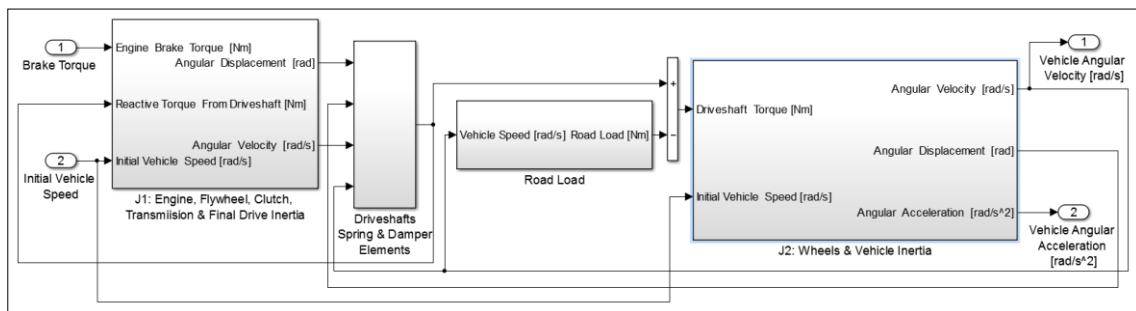 1
Brake Torque
2
Initial Vehicle
Speed
Engine Brake Torque [Nm]
Angular Displacement [rad]
Reactive Torque From Driveshaft [Nm]
Angular Velocity [rad/s]
Initial Vehicle Speed [rad/s]
J1: Engine, Flywheel, Clutch,
Transmiision & Final Drive Inertia
Driveshafts
Spring & Damper
Elements
Vehicle Speed [rad/s] Road Load [Nm]
Road Load
+
−
Angular Velocity [rad/s]
Driveshaft Torque [Nm]
Angular Displacement [rad]
Initial Vehicle Speed [rad/s]
Angular Acceleration [rad/s^2]
J2: Wheels & Vehicle Inertia
1
Vehicle Angular
Velocity [rad/s]
2
Vehicle Angular
Acceleration
[rad/s^2]